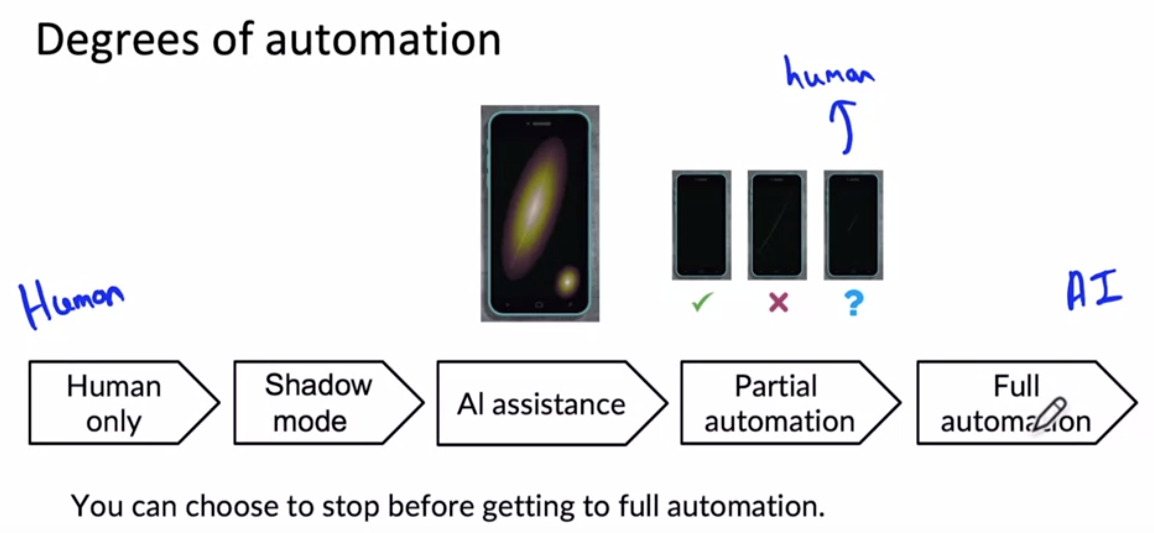 Degrees of automation
human
✓ ✗ ?
Human
AI
Human
only
Shadow
mode
AI assistance
Partial
automation
Full
automation
You can choose to stop before getting to full automation.